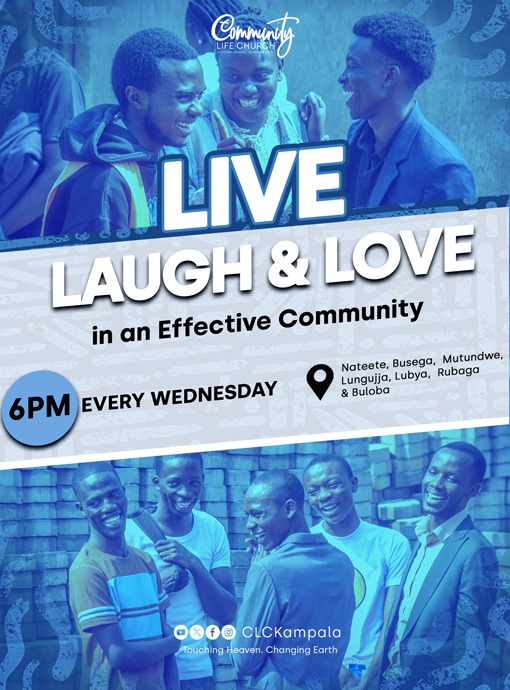 Community
LIFE CHURCH
LIVE
LAUGH & LOVE
in an Effective Community
6PM EVERY WEDNESDAY
Nateete, Busega, Mutundwe,
Lungujja, Lubya, Rubaga
& Buloba
CLCKampala
Touching Heaven. Changing Earth